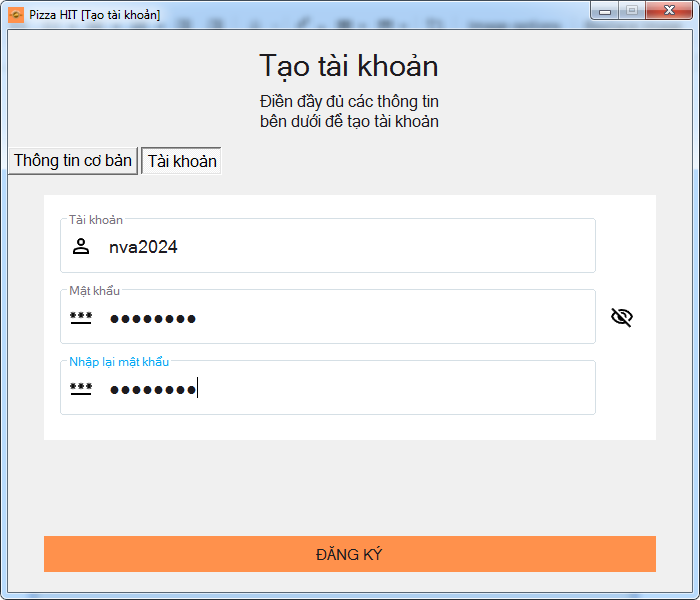 Pizza HIT [Tạo tài khoản]
Tạo tài khoản
Điền đầy đủ các thông tin
bên dưới để tạo tài khoản
Thông tin cơ bản Tài khoản
Tài khoản
nva2024
Mật khẩu
***
●●●●●●●●
Nhập lại mật khẩu
***
●●●●●●●●
ĐĂNG KÝ